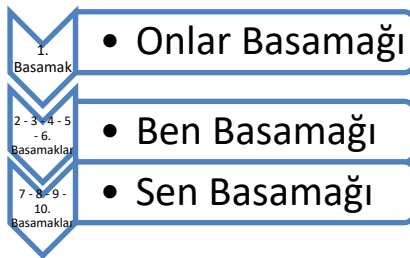 1.
Basamak
• Onlar Basamağı
2 - 3 - 4 - 5
- 6.
Basamaklar
• Ben Basamağı
7 - 8 - 9 -
10.
Basamaklar
• Sen Basamağı